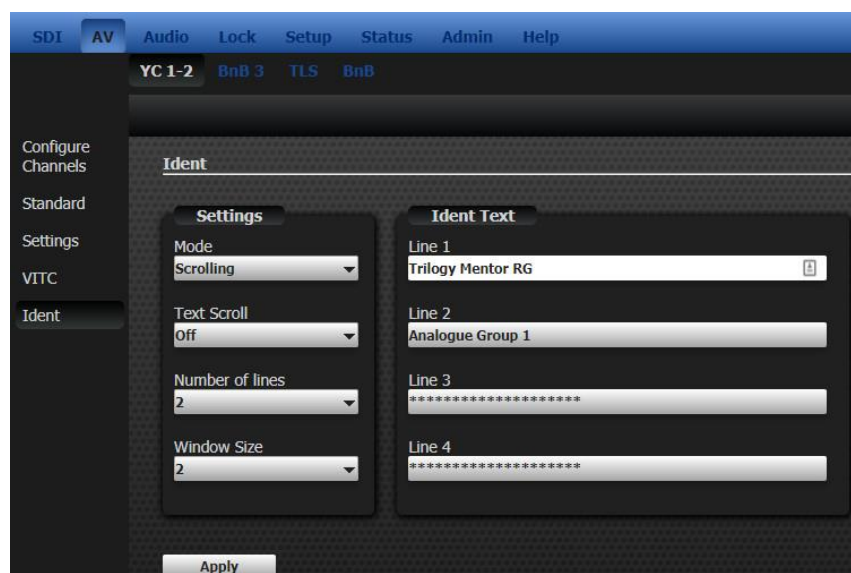 SDI AV Audio Lock Setup Status Admin Help
YC 1-2 BnB 3 TLS BnB
Configure
Channels
Standard
Settings
VITC
Ident
Ident
Settings
Mode
Scrolling
Text Scroll
Off
Number of lines
2
Window Size
2
Ident Text
Line 1
Trilogy Mentor RG
Line 2
Analogue Group 1
Line 3
********************
Line 4
********************
Apply